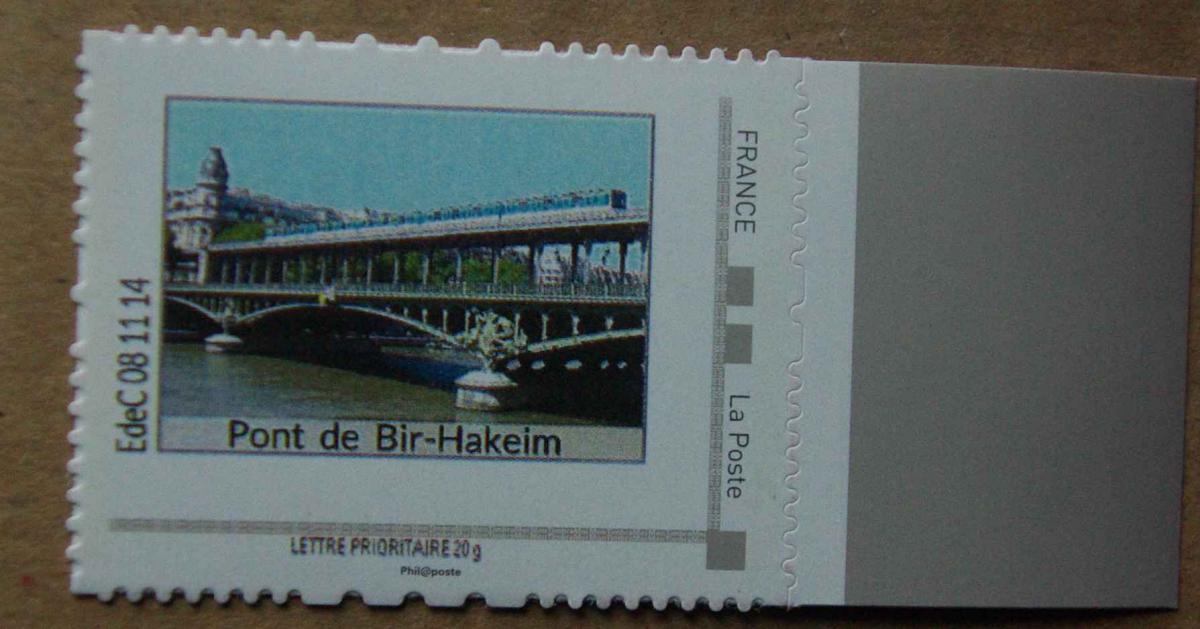 EdeC 08 11 14
Pont de Bir-Hakeim
FRANCE
La Poste
LETTRE PRIORITAIRE 20 g
Phil@poste